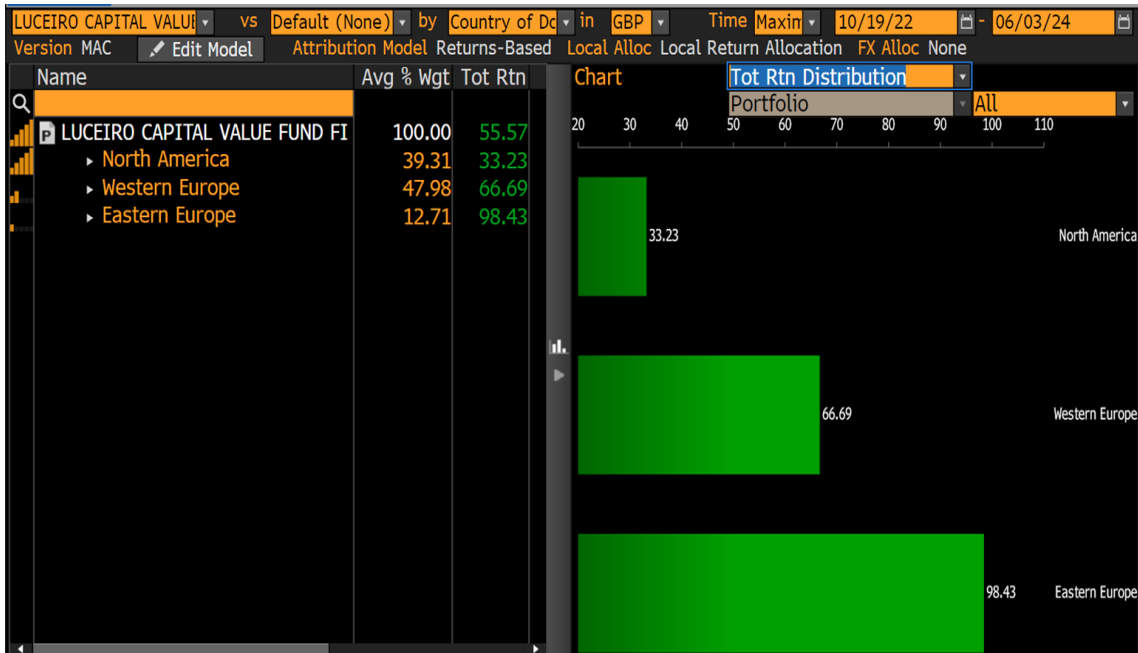 LUCEIRO CAPITAL VALUE vs Default (None) by Country of Dc in GBP Time Maxim 10/19/22 - 06/03/24
Version MAC Edit Model Attribution Model Returns-Based Local Alloc Local Return Allocation FX Alloc None
Name Avg % Wgt Tot Rtn Chart Tot Rtn Distribution
Portfolio All
P LUCEIRO CAPITAL VALUE FUND FI 100.00 55.57
North America 39.31 33.23
Western Europe 47.98 66.69
Eastern Europe 12.71 98.43
20 30 40 50 60 70 80 90 100 110
33.23 North America
66.69 Western Europe
98.43 Eastern Europe